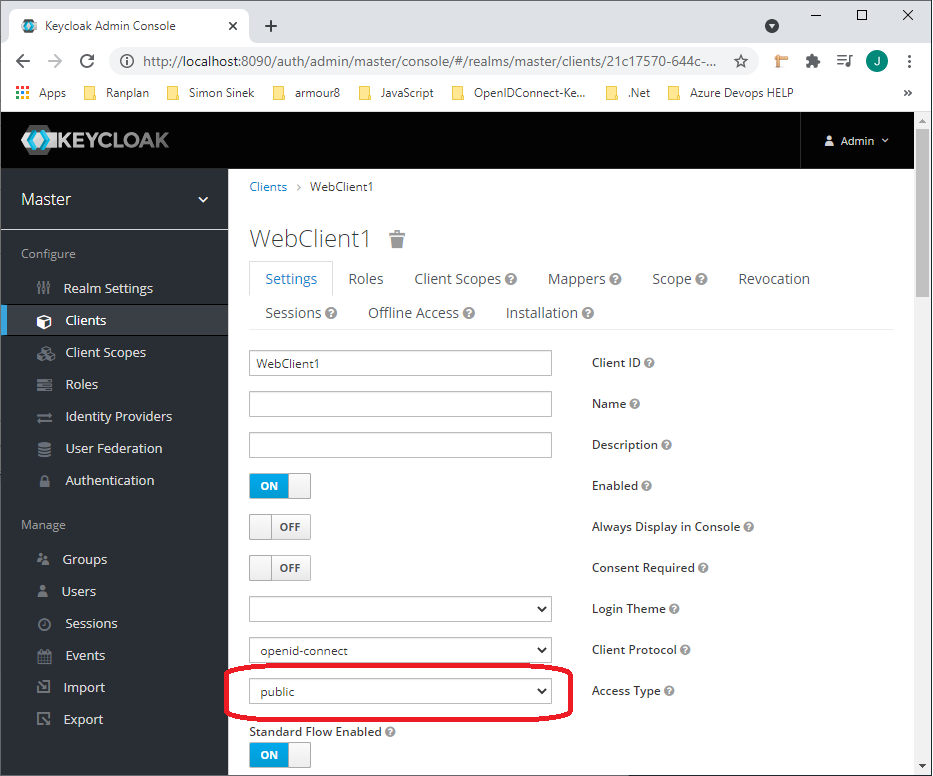 Keycloak Admin Console
http://localhost:8090/auth/admin/master/console/#/realms/master/clients/21c17570-644c-...
J
Apps Ranplan Simon Sinek armour8 JavaScript OpenIDConnect-Ke... .Net Azure Devops HELP »
KEYCLOAK Admin
Master
Configure
Realm Settings
Clients
Client Scopes
Roles
Identity Providers
User Federation
Authentication
Manage
Groups
Users
Sessions
Events
Import
Export
Clients > WebClient1
WebClient1
Settings Roles Client Scopes Mappers Scope Revocation
Sessions Offline Access Installation
WebClient1 Client ID
Name
Description
ON Enabled
OFF Always Display in Console
OFF Consent Required
Login Theme
openid-connect Client Protocol
public Access Type
Standard Flow Enabled
ON